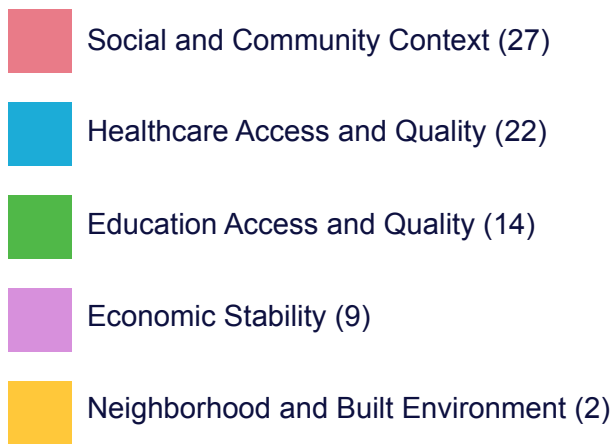 Social and Community Context (27)
Healthcare Access and Quality (22)
Education Access and Quality (14)
Economic Stability (9)
Neighborhood and Built Environment (2)